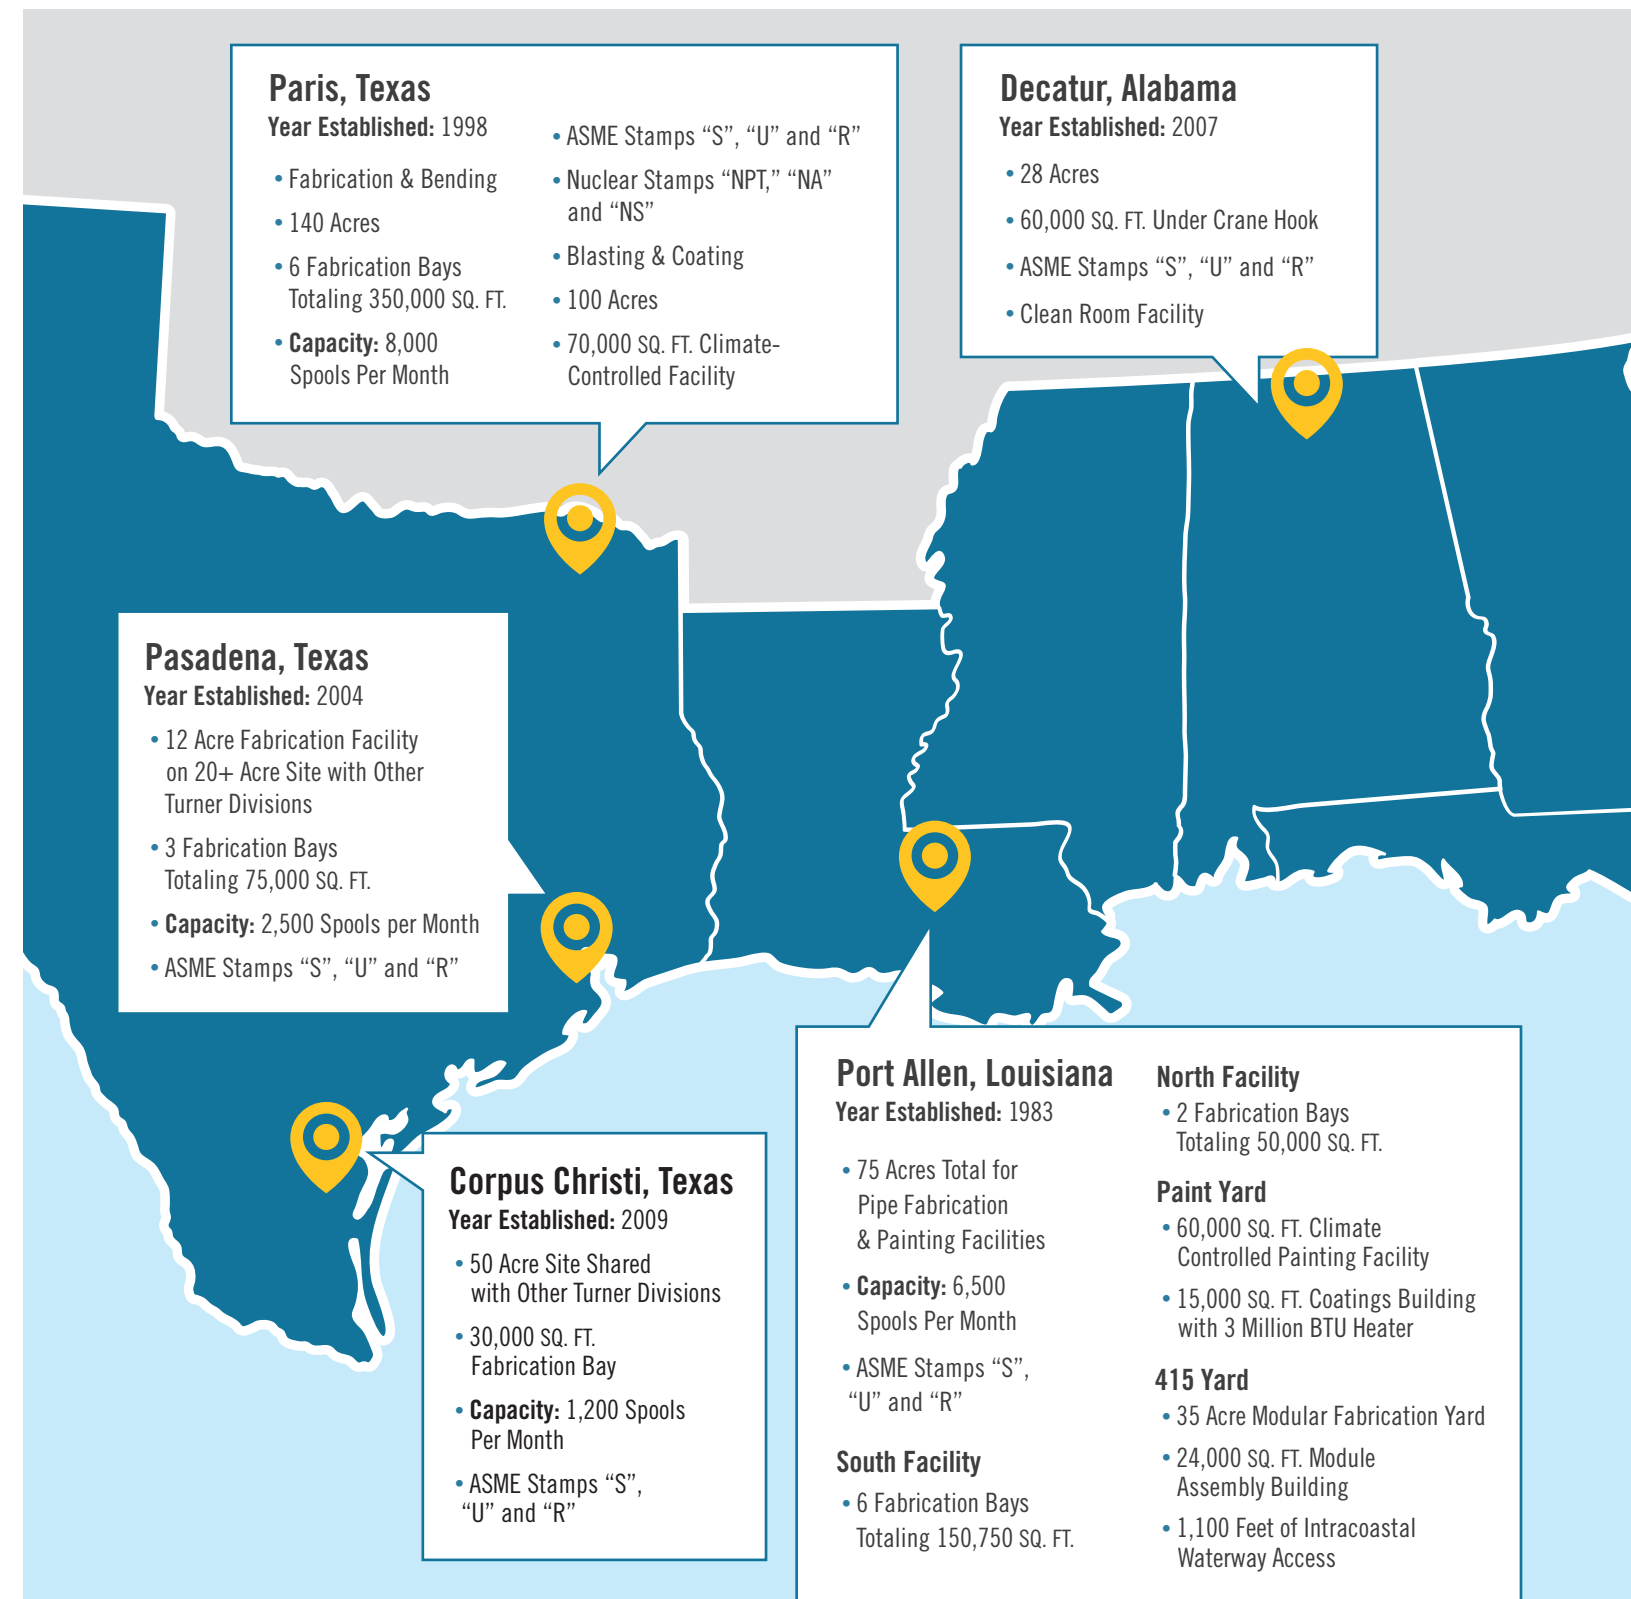 Paris, Texas
Year Established: 1998
• Fabrication & Bending
• 140 Acres
• 6 Fabrication Bays
Totaling 350,000 SQ. FT.
• Capacity: 8,000
Spools Per Month
• ASME Stamps “S”, “U” and “R”
• Nuclear Stamps “NPT,” “NA”
and “NS”
• Blasting & Coating
• 100 Acres
• 70,000 SQ. FT. Climate-
Controlled Facility
Decatur, Alabama
Year Established: 2007
• 28 Acres
• 60,000 SQ. FT. Under Crane Hook
• ASME Stamps “S”, “U” and “R”
• Clean Room Facility
Pasadena, Texas
Year Established: 2004
• 12 Acre Fabrication Facility
on 20+ Acre Site with Other
Turner Divisions
• 3 Fabrication Bays
Totaling 75,000 SQ. FT.
• Capacity: 2,500 Spools per Month
• ASME Stamps “S”, “U” and “R”
Corpus Christi, Texas
Year Established: 2009
• 50 Acre Site Shared
with Other Turner Divisions
• 30,000 SQ. FT.
Fabrication Bay
• Capacity: 1,200 Spools
Per Month
• ASME Stamps “S”,
“U” and “R”
Port Allen, Louisiana
Year Established: 1983
• 75 Acres Total for
Pipe Fabrication
& Painting Facilities
• Capacity: 6,500
Spools Per Month
• ASME Stamps “S”,
“U” and “R”
South Facility
• 6 Fabrication Bays
Totaling 150,750 SQ. FT.
North Facility
• 2 Fabrication Bays
Totaling 50,000 SQ. FT.
Paint Yard
• 60,000 SQ. FT. Climate
Controlled Painting Facility
• 15,000 SQ. FT. Coatings Building
with 3 Million BTU Heater
415 Yard
• 35 Acre Modular Fabrication Yard
• 24,000 SQ. FT. Module
Assembly Building
• 1,100 Feet of Intracoastal
Waterway Access